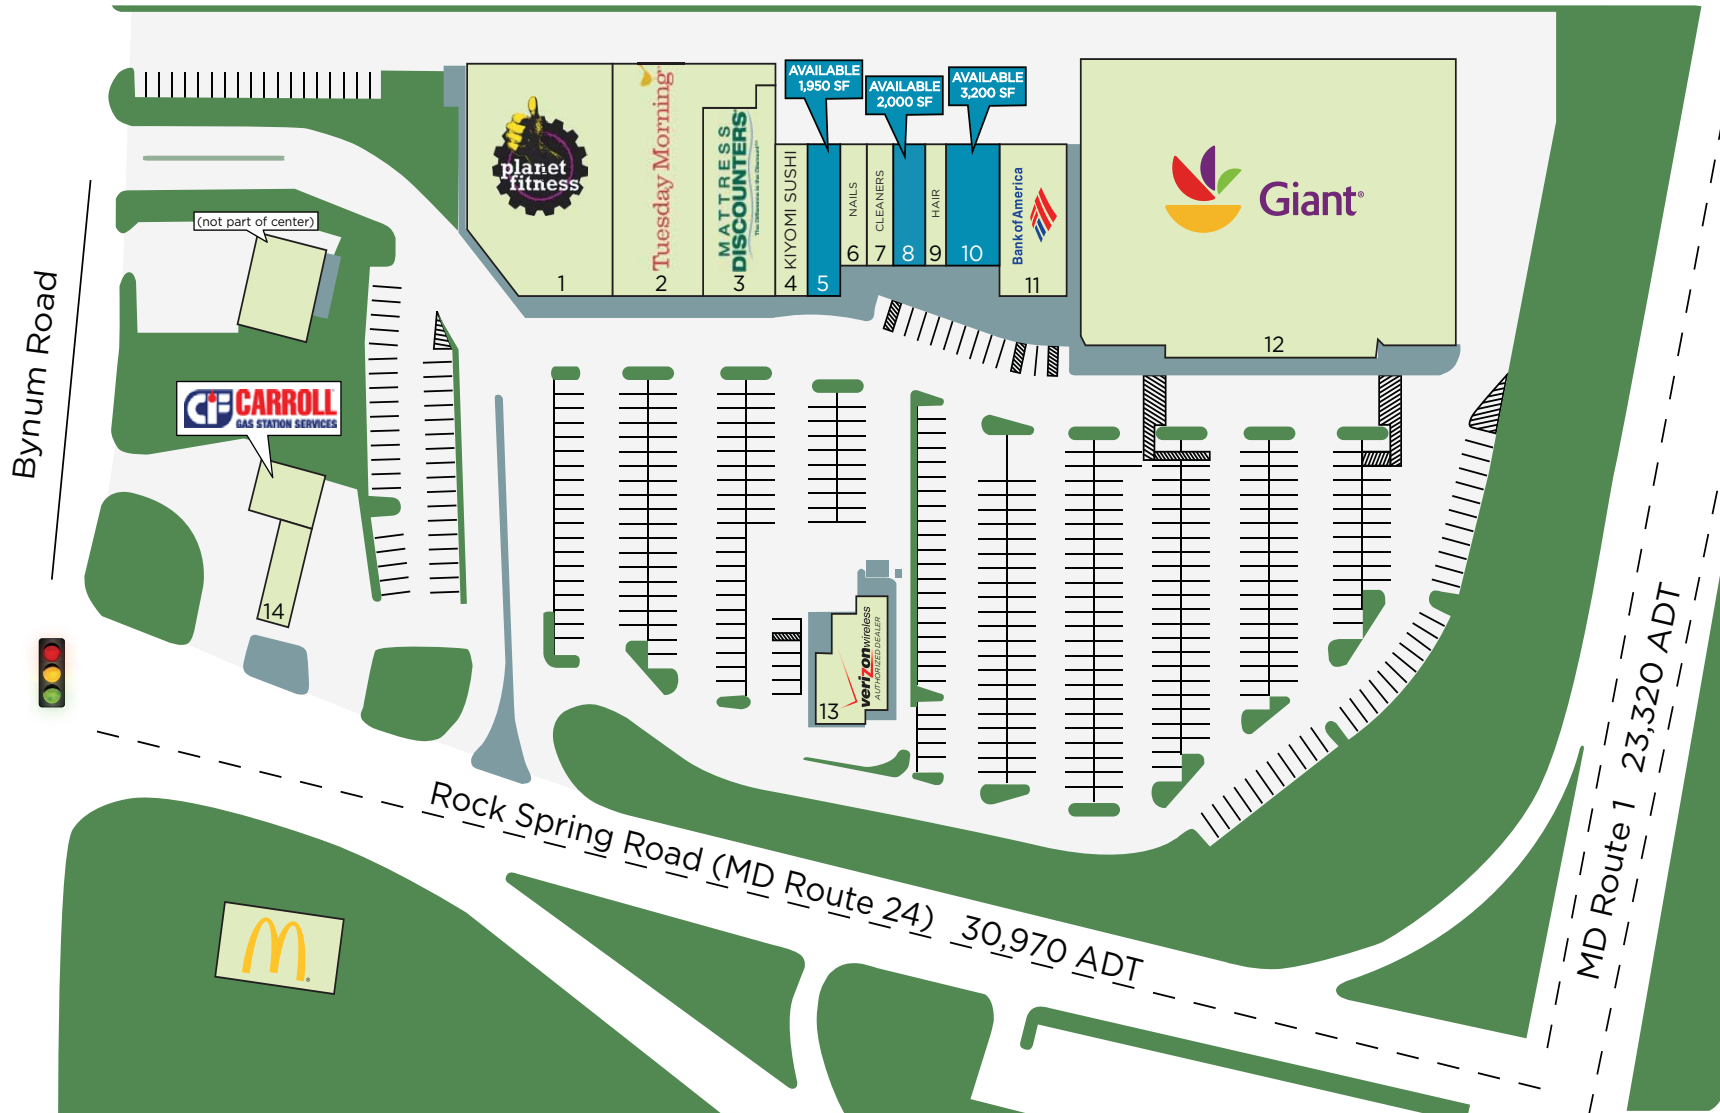 AVAILABLE
1,950 SF
AVAILABLE
2,000 SF
AVAILABLE
3,200 SF
planet
fitness
1
Tuesday Morning
2
MATTRESS
DISCOUNTERS
3
KIYOMI SUSHI
4
5
NAILS
6
CLEANERS
7
8
HAIR
9
10
Bank of America
11
Giant®
12
(not part of center)
CARROLL
GAS STATION SERVICES
14
verizonwireless
AUTHORIZED DEALER
13
Bynum Road
Rock Spring Road (MD Route 24) 30,970 ADT
MD Route 1 23,320 ADT